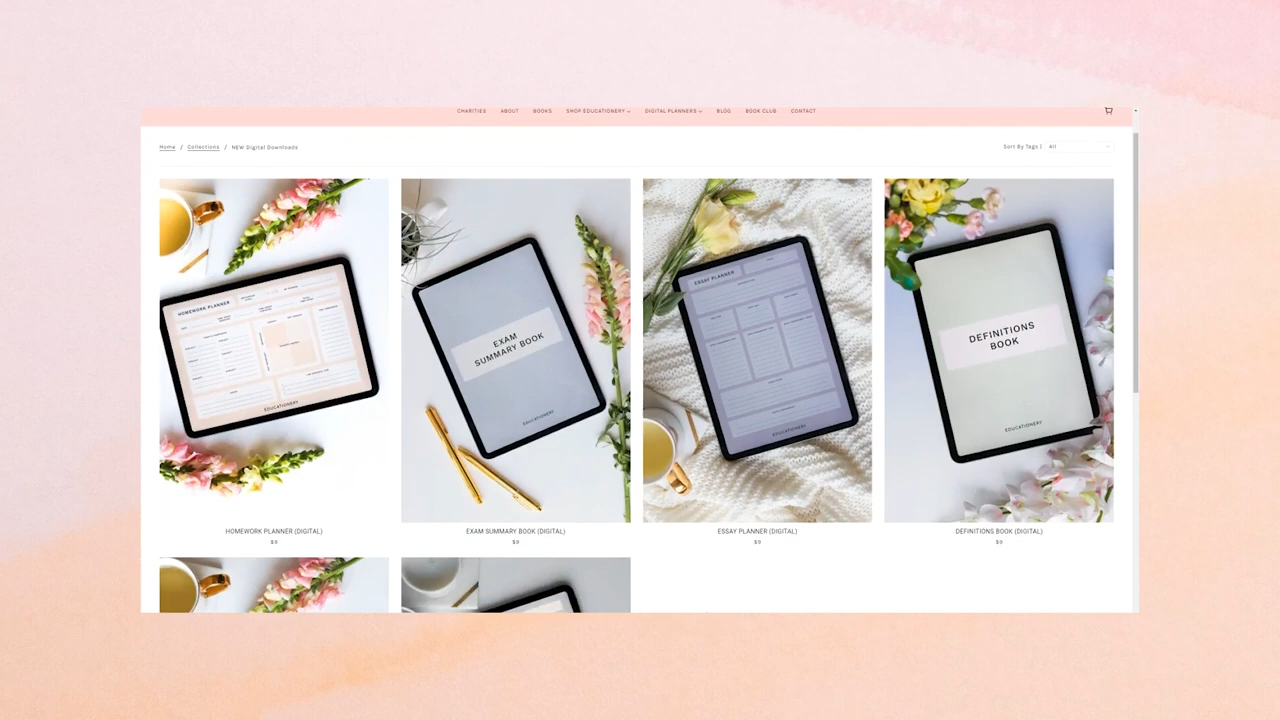 CHARITIES ABOUT BOOKS SHOP EDUCATIONERY DIGITAL PLANNERS BLOG BOOK CLUB CONTACT
Home / Collections / NEW Digital Downloads
Sort By Tags | All
HOMEWORK PLANNER
EDUCATIONERY
EXAM
SUMMARY BOOK
EDUCATIONERY
ESSAY PLANNER
EDUCATIONERY
DEFINITIONS
BOOK
EDUCATIONERY
HOMEWORK PLANNER (DIGITAL)
$9
EXAM SUMMARY BOOK (DIGITAL)
$9
ESSAY PLANNER (DIGITAL)
$9
DEFINITIONS BOOK (DIGITAL)
$9